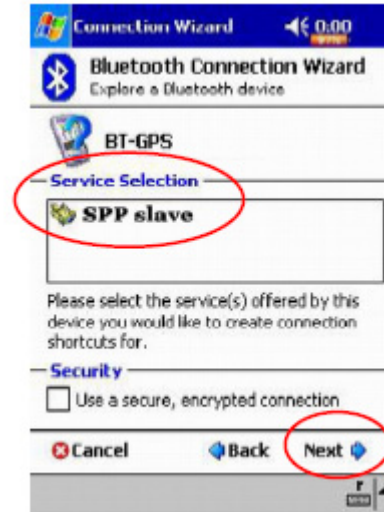 Connection Wizard 0:00
Bluetooth Connection Wizard
Explore a Bluetooth device
BT-GPS
Service Selection
SPP slave
Please select the service(s) offered by this
device you would like to create connection
shortcuts for.
Security
Use a secure, encrypted connection
Cancel Back Next